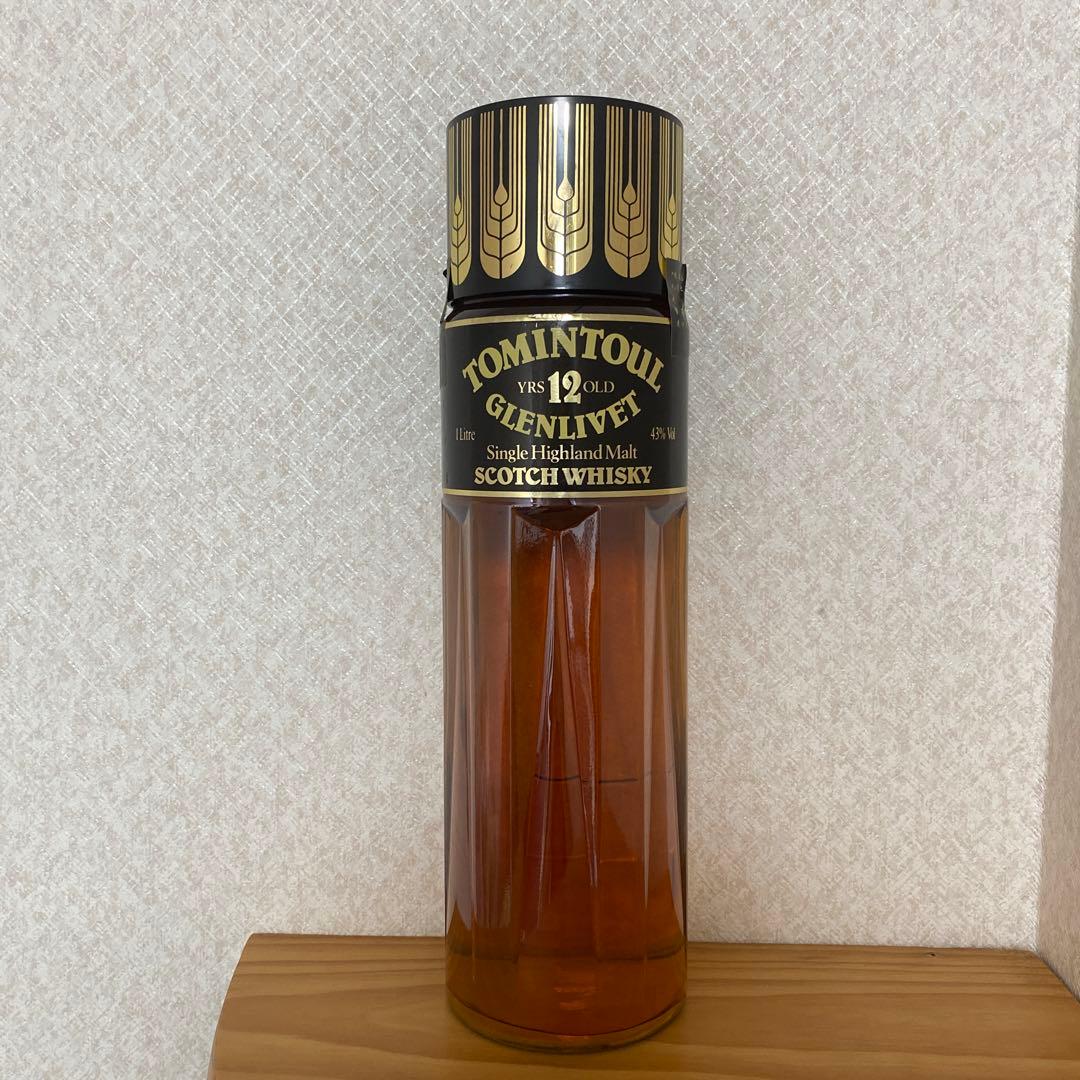 TOMINTOUL
YRS 12 OLD
GLENLIVET
1 Litre 43% Vol
Single Highland Malt
SCOTCH WHISKY